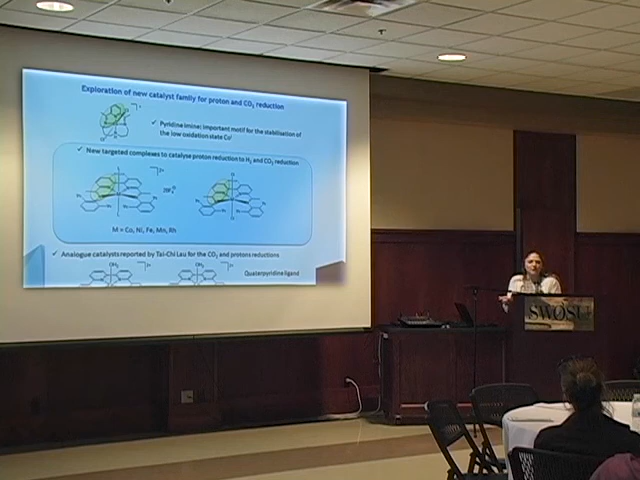 Exploration of new catalyst family for proton and CO₂ reduction
✓ Pyridine imine: important motif for the stabilisation of
the low oxidation state Coᴵ
✓ New targeted complexes to catalyse proton reduction to H₂ and CO₂ reduction
M = Co, Ni, Fe, Mn, Rh
✓ Analogue catalysts reported by Tai-Chi Lau for the CO₂ and protons reductions
Quaterpyridine ligand
SWOSU